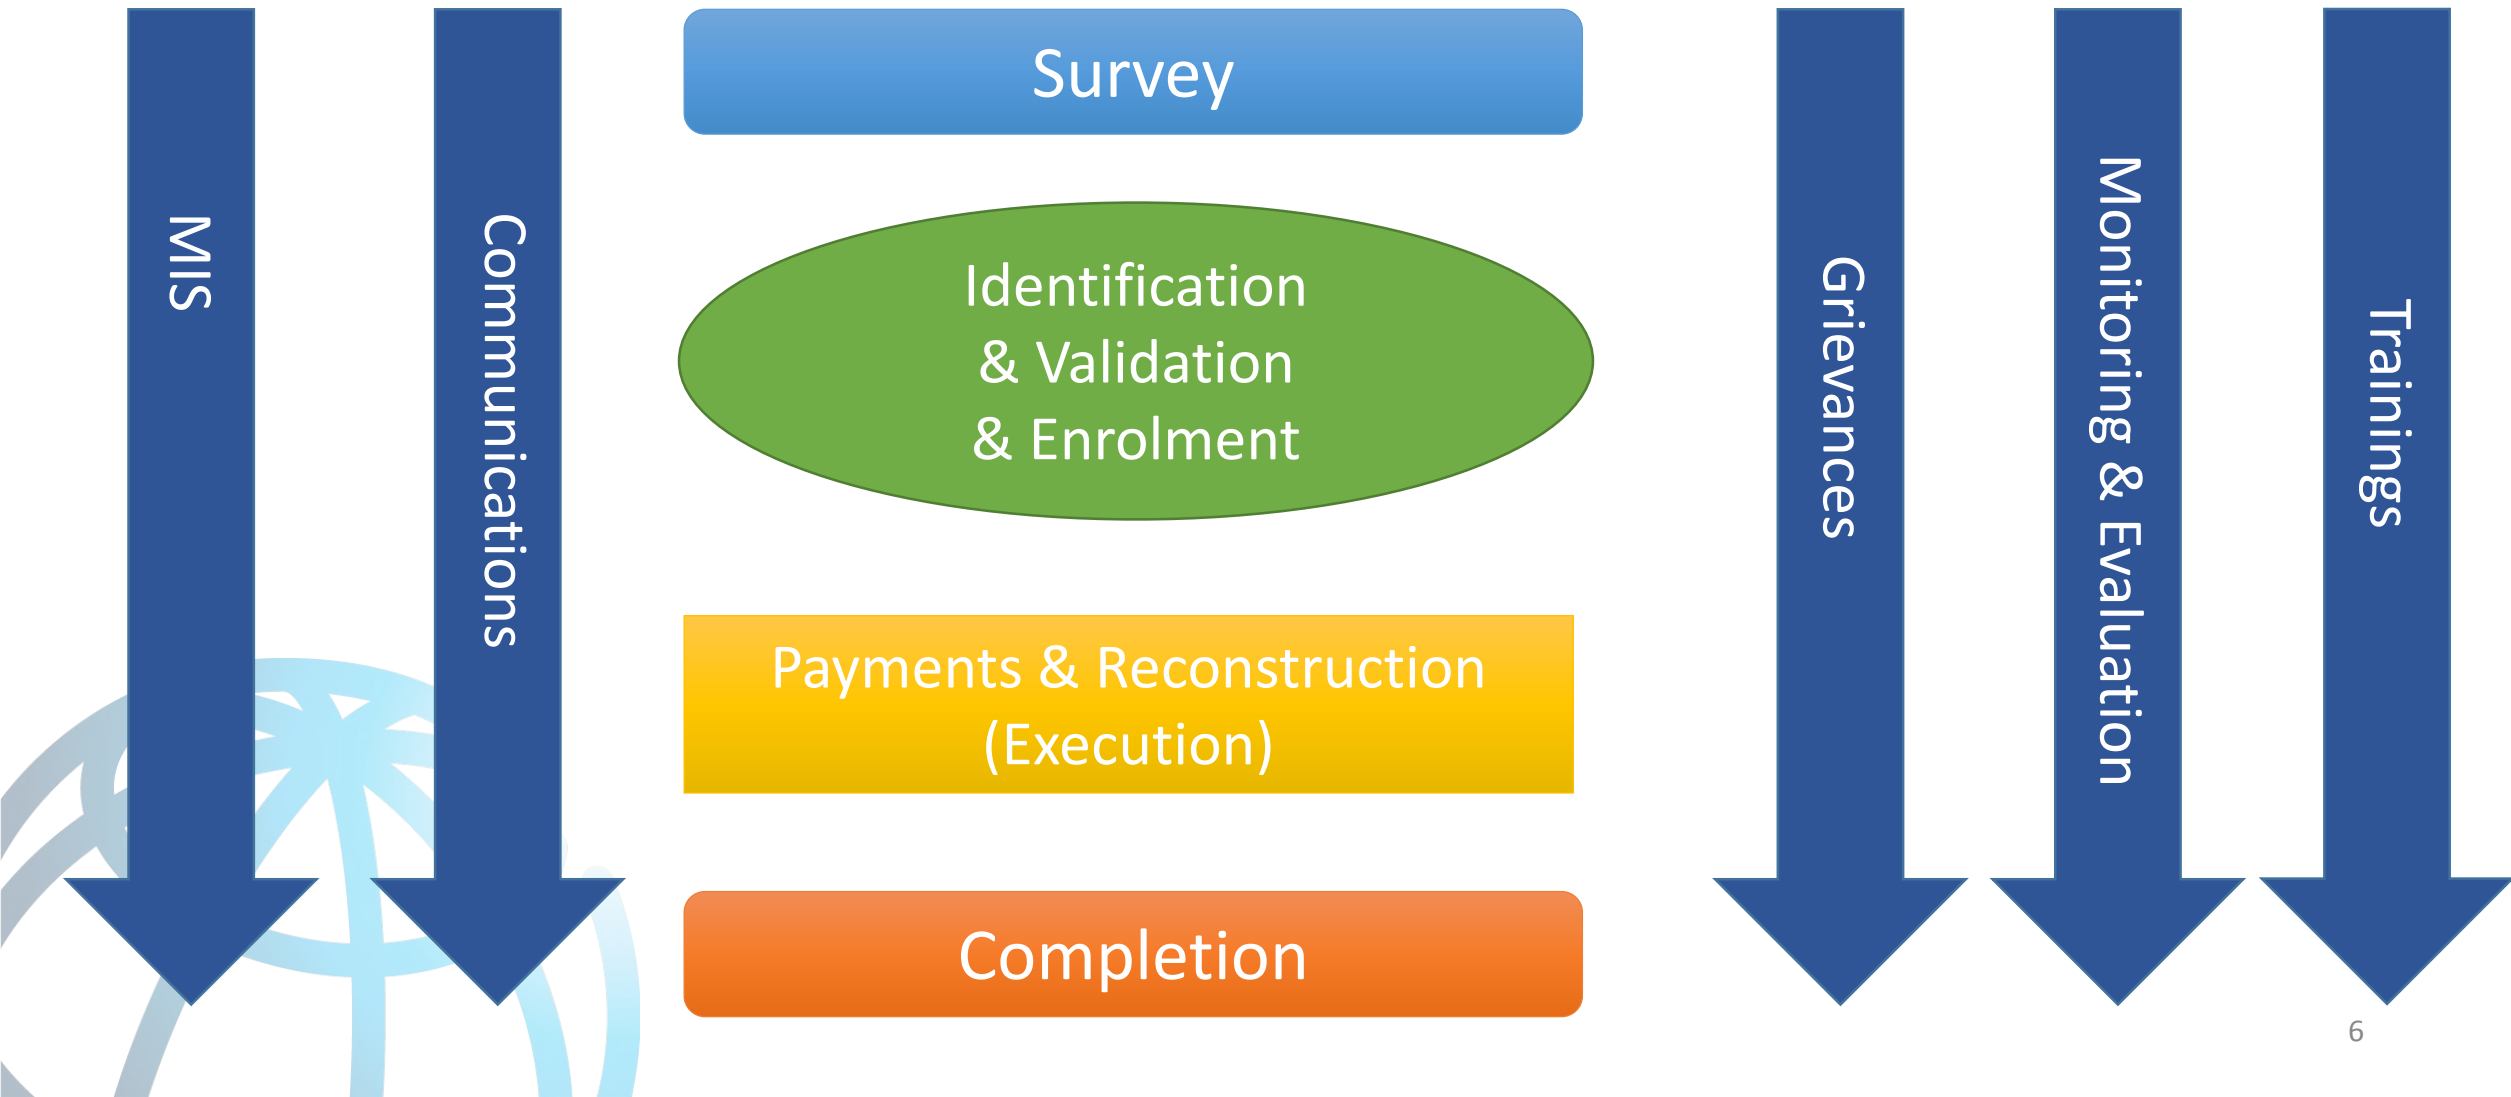 MIS
Communications
Survey
Identification
& Validation
& Enrolment
Payments & Reconstruction
(Execution)
Completion
Grievances
Monitoring & Evaluation
Trainings
6